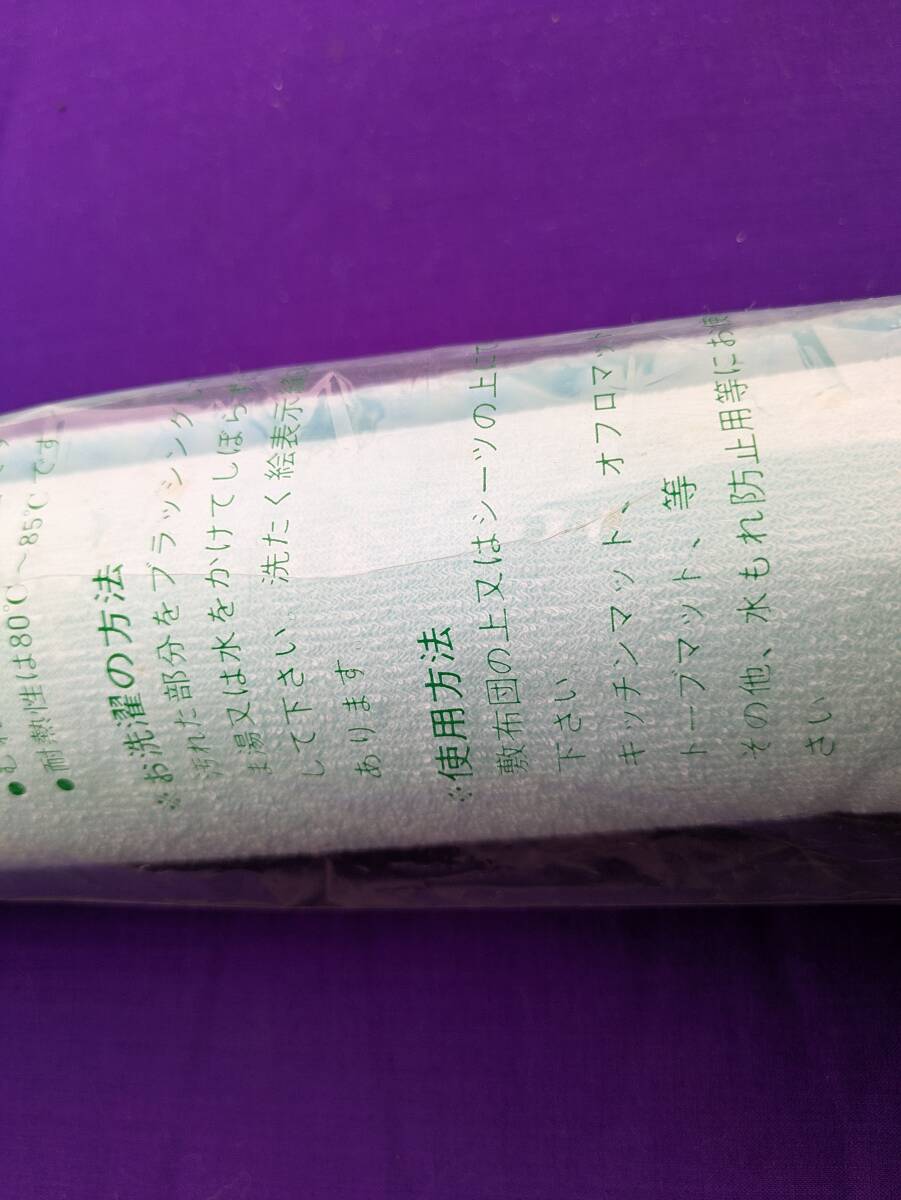 ●耐熱性は80℃～85℃です
※お洗濯の方法
汚れた部分をブラッシング
ま湯又は水をかけてしぼらず
して下さい。洗たく絵表示
あります
※使用方法
敷布団の上又はシーツの上に
下さい
キッチンマット、オフロマッ
トーブマット、等
その他、水もれ防止用等にお
さい